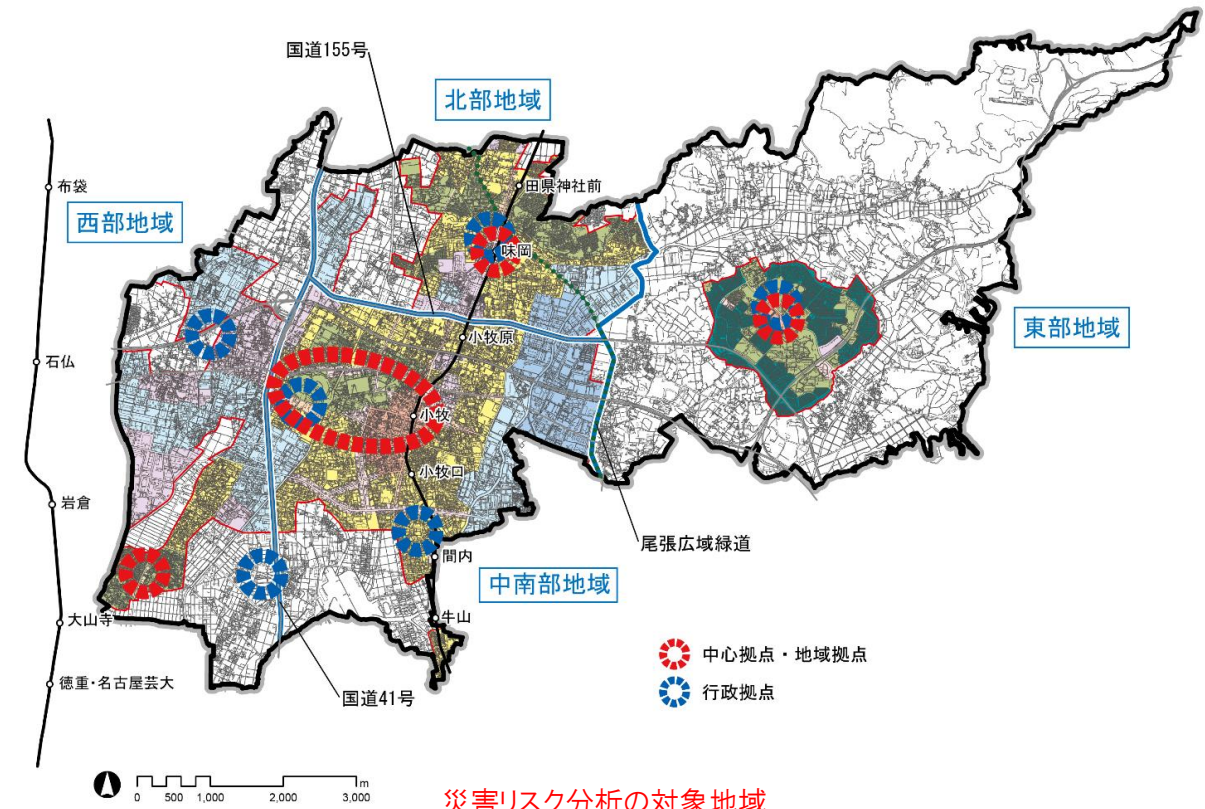 国道155号
北部地域
布袋
田県神社前
西部地域
味岡
東部地域
小牧原
石仏
小牧
小牧口
岩倉
尾張広域緑道
間内
中南部地域
大山寺
牛山
中心拠点・地域拠点
徳重・名古屋芸大
行政拠点
国道41号
0 500 1,000 2,000 3,000 m
災害リスク分析の対象地域